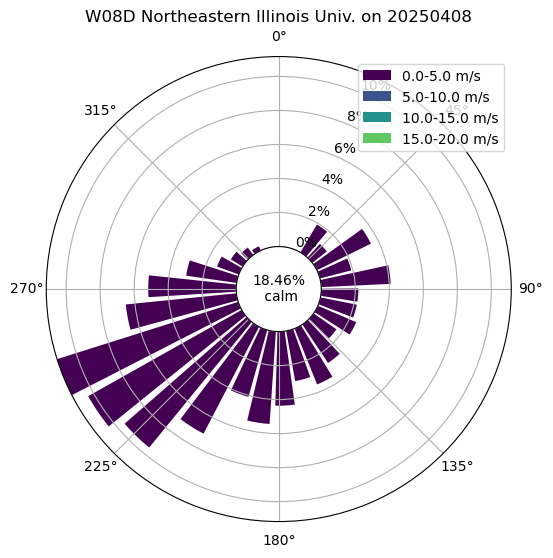 W08D Northeastern Illinois Univ. on 20250408
0°
0.0-5.0 m/s
5.0-10.0 m/s
10.0-15.0 m/s
15.0-20.0 m/s
10%
8%
6%
4%
2%
0%
45°
315°
18.46%
calm
270°
90°
225°
135°
180°